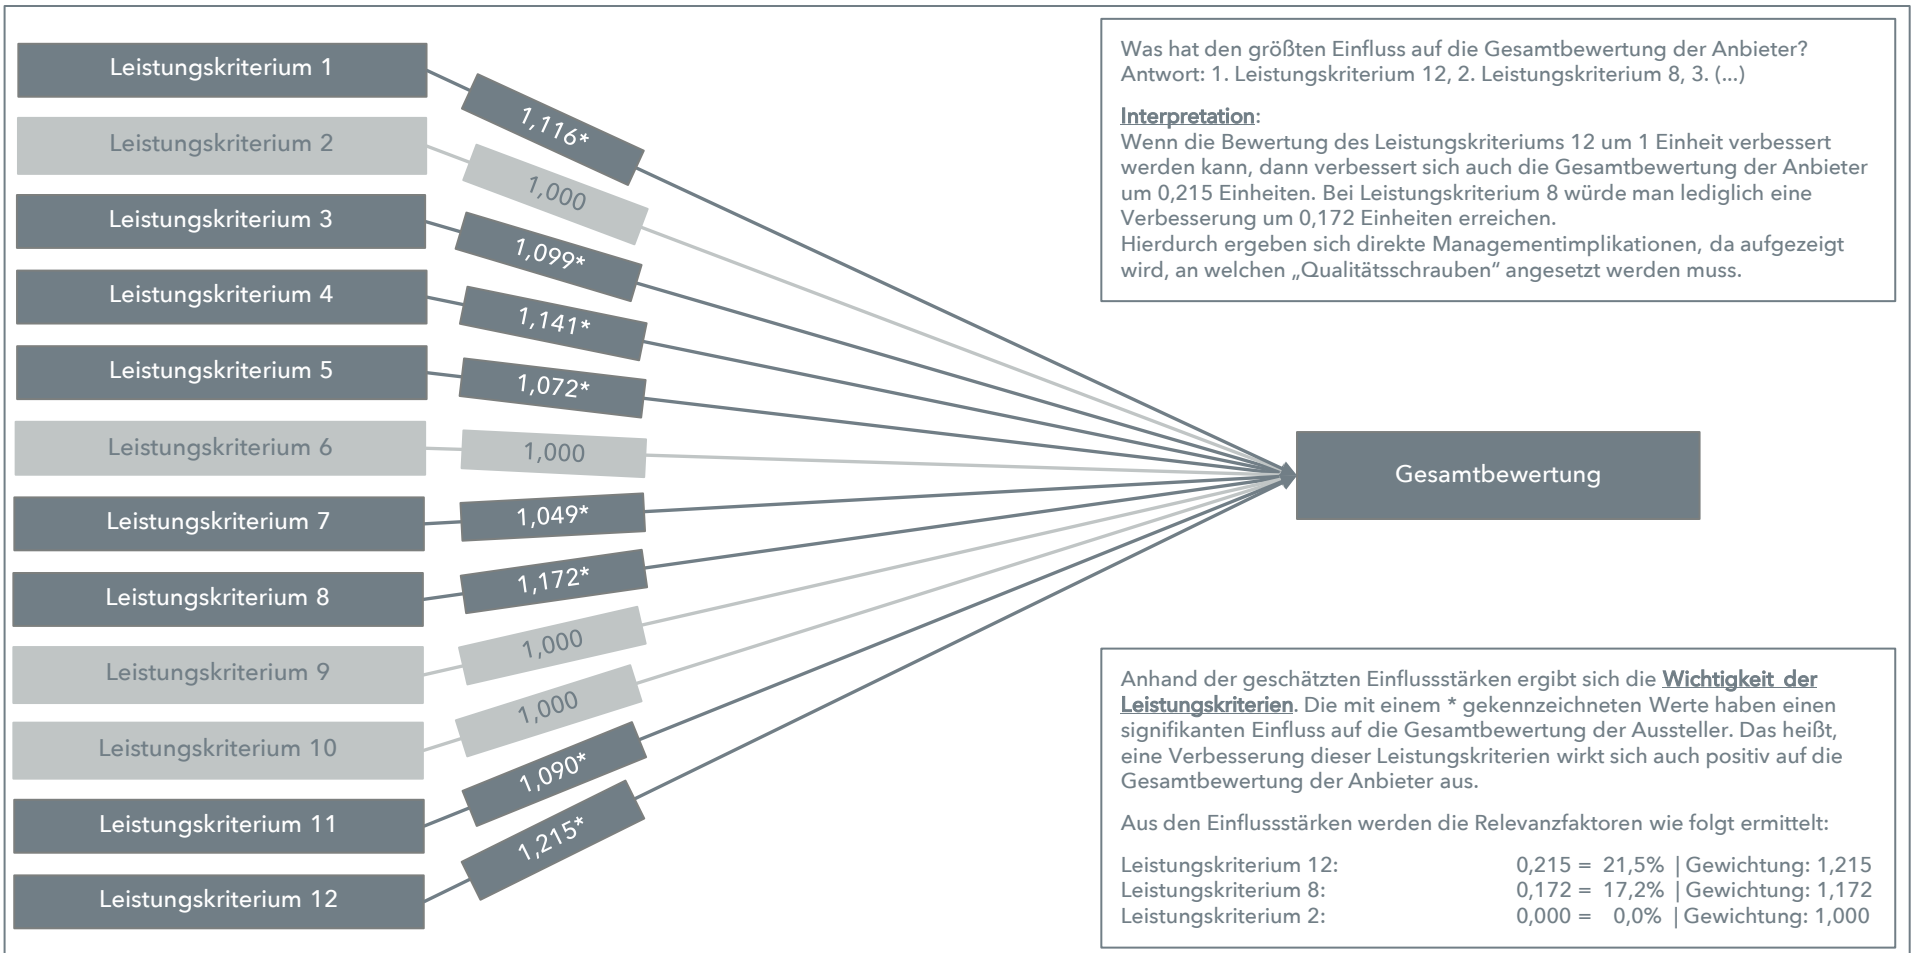 Leistungskriterium 1
1,116*
Leistungskriterium 2
1,000
Leistungskriterium 3
1,099*
Leistungskriterium 4
1,141*
Leistungskriterium 5
1,072*
Leistungskriterium 6
1,000
Leistungskriterium 7
1,049*
Leistungskriterium 8
1,172*
Leistungskriterium 9
1,000
Leistungskriterium 10
1,000
Leistungskriterium 11
1,090*
Leistungskriterium 12
1,215*
Gesamtbewertung
Was hat den größten Einfluss auf die Gesamtbewertung der Anbieter?
Antwort: 1. Leistungskriterium 12, 2. Leistungskriterium 8, 3. (...)
Interpretation:
Wenn die Bewertung des Leistungskriteriums 12 um 1 Einheit verbessert
werden kann, dann verbessert sich auch die Gesamtbewertung der Anbieter
um 0,215 Einheiten. Bei Leistungskriterium 8 würde man lediglich eine
Verbesserung um 0,172 Einheiten erreichen.
Hierdurch ergeben sich direkte Managementimplikationen, da aufgezeigt
wird, an welchen „Qualitätsschrauben“ angesetzt werden muss.
Anhand der geschätzten Einflussstärken ergibt sich die Wichtigkeit der
Leistungskriterien. Die mit einem * gekennzeichneten Werte haben einen
signifikanten Einfluss auf die Gesamtbewertung der Aussteller. Das heißt,
eine Verbesserung dieser Leistungskriterien wirkt sich auch positiv auf die
Gesamtbewertung der Anbieter aus.
Aus den Einflussstärken werden die Relevanzfaktoren wie folgt ermittelt:
Leistungskriterium 12: 0,215 = 21,5% | Gewichtung: 1,215
Leistungskriterium 8: 0,172 = 17,2% | Gewichtung: 1,172
Leistungskriterium 2: 0,000 = 0,0% | Gewichtung: 1,000